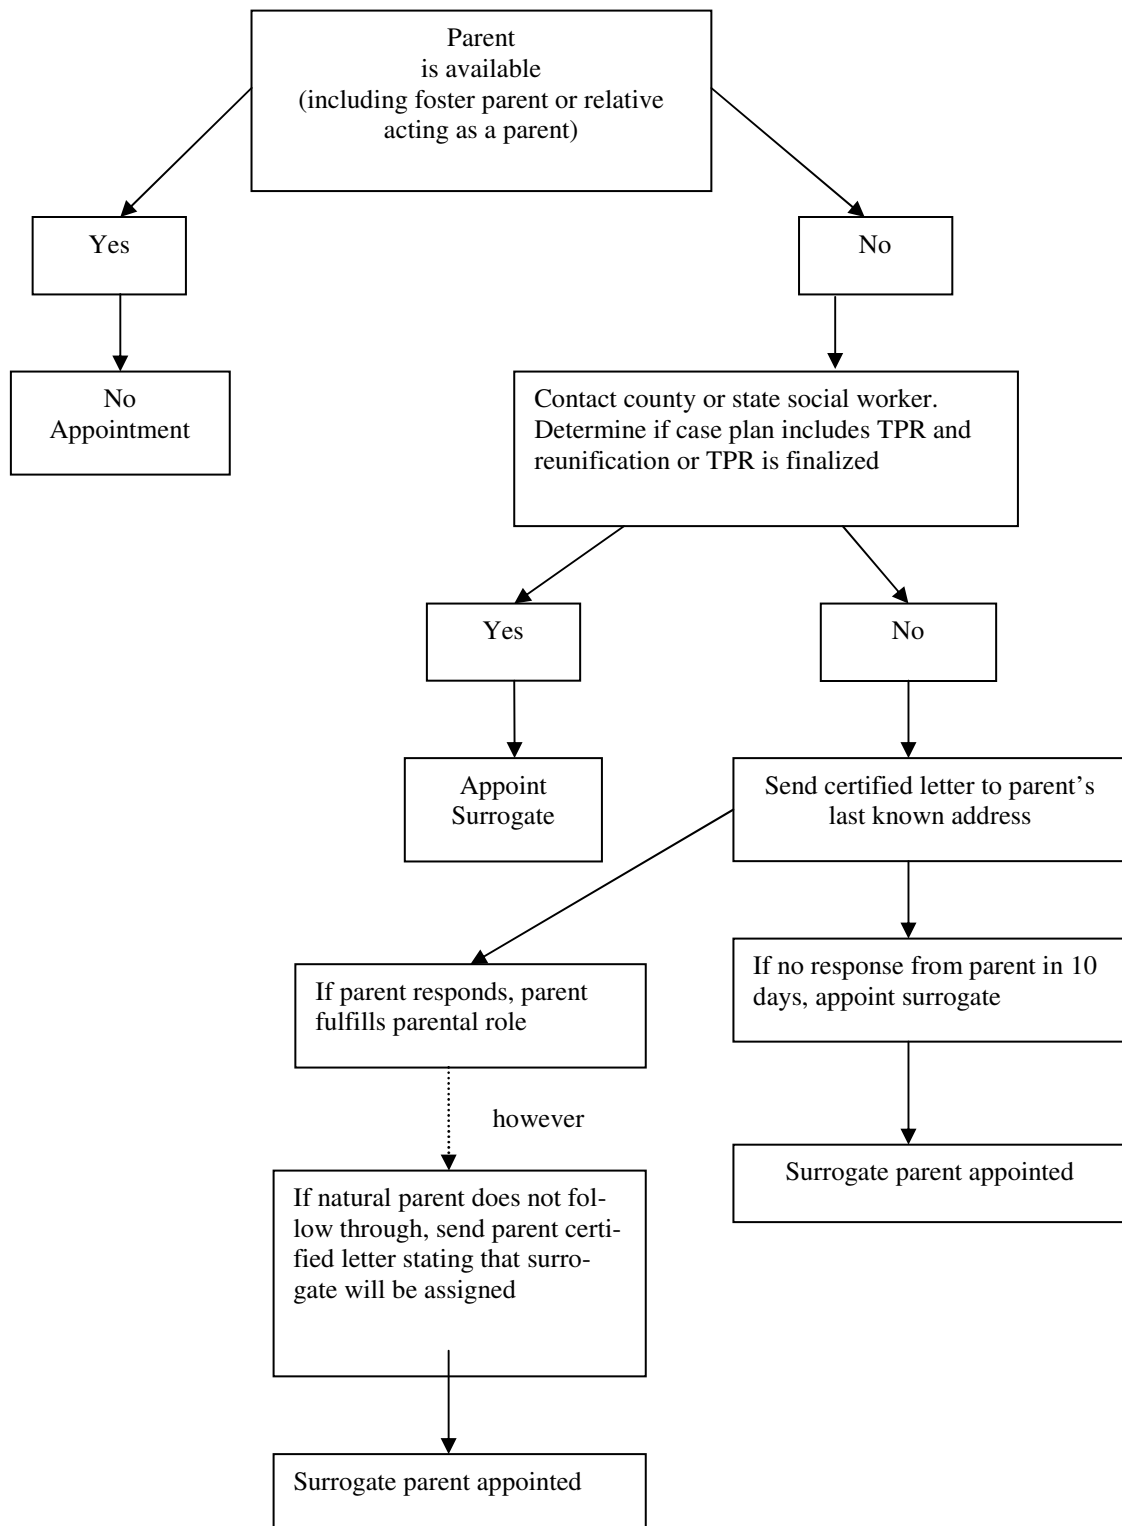 Parent
is available
(including foster parent or relative
acting as a parent)
Yes
No
No
Appointment
Contact county or state social worker.
Determine if case plan includes TPR and
reunification or TPR is finalized
Yes
No
Appoint
Surrogate
Send certified letter to parent’s
last known address
If parent responds, parent
fulfills parental role
If no response from parent in 10
days, appoint surrogate
however
Surrogate parent appointed
If natural parent does not fol-
low through, send parent certi-
fied letter stating that surro-
gate will be assigned
Surrogate parent appointed